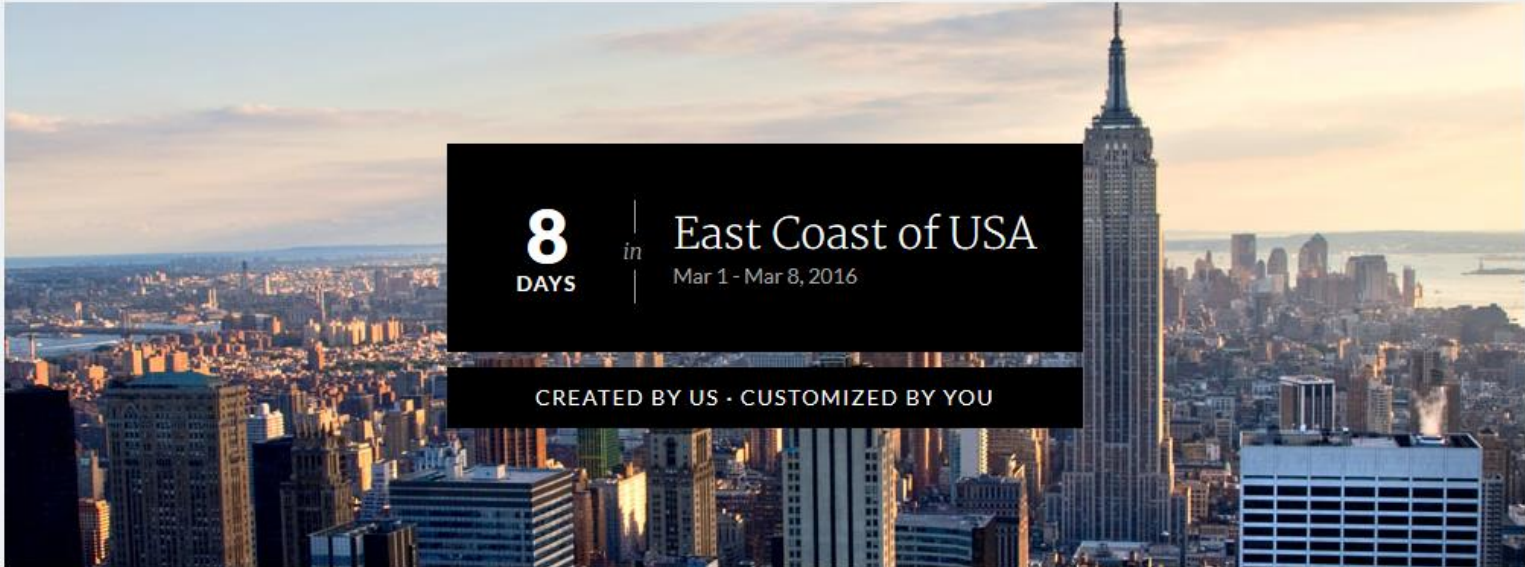 8
DAYS
in
East Coast of USA
Mar 1 - Mar 8, 2016
CREATED BY US · CUSTOMIZED BY YOU